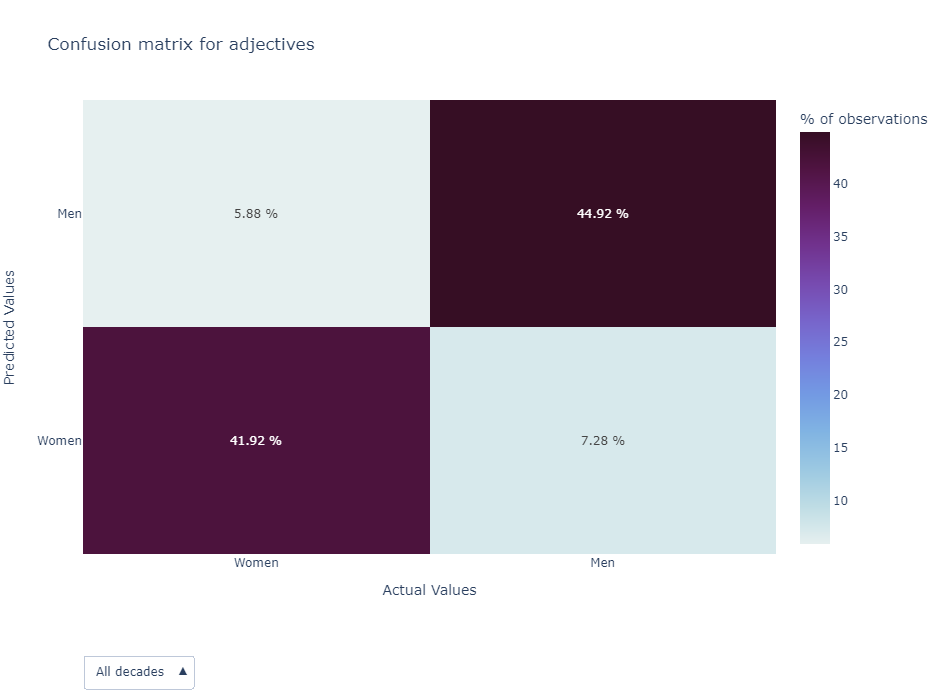 Confusion matrix for adjectives
% of observations
Men
5.88 %
44.92 %
Women
41.92 %
7.28 %
40
35
30
25
20
15
10
Predicted Values
Women
Men
Actual Values
All decades ▲